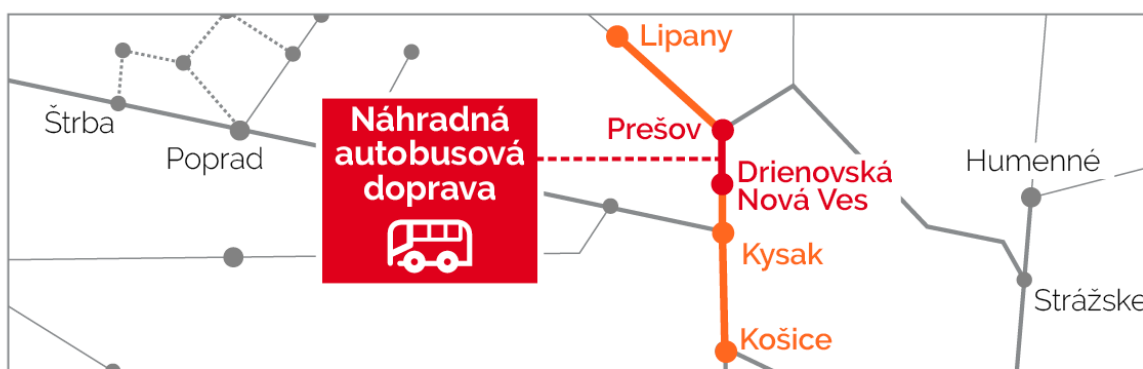 Lipany
Štrba
Poprad
Náhradná
autobusová
doprava
Prešov
Drienovská
Nová Ves
Humenné
Kysak
Strážske
Košice